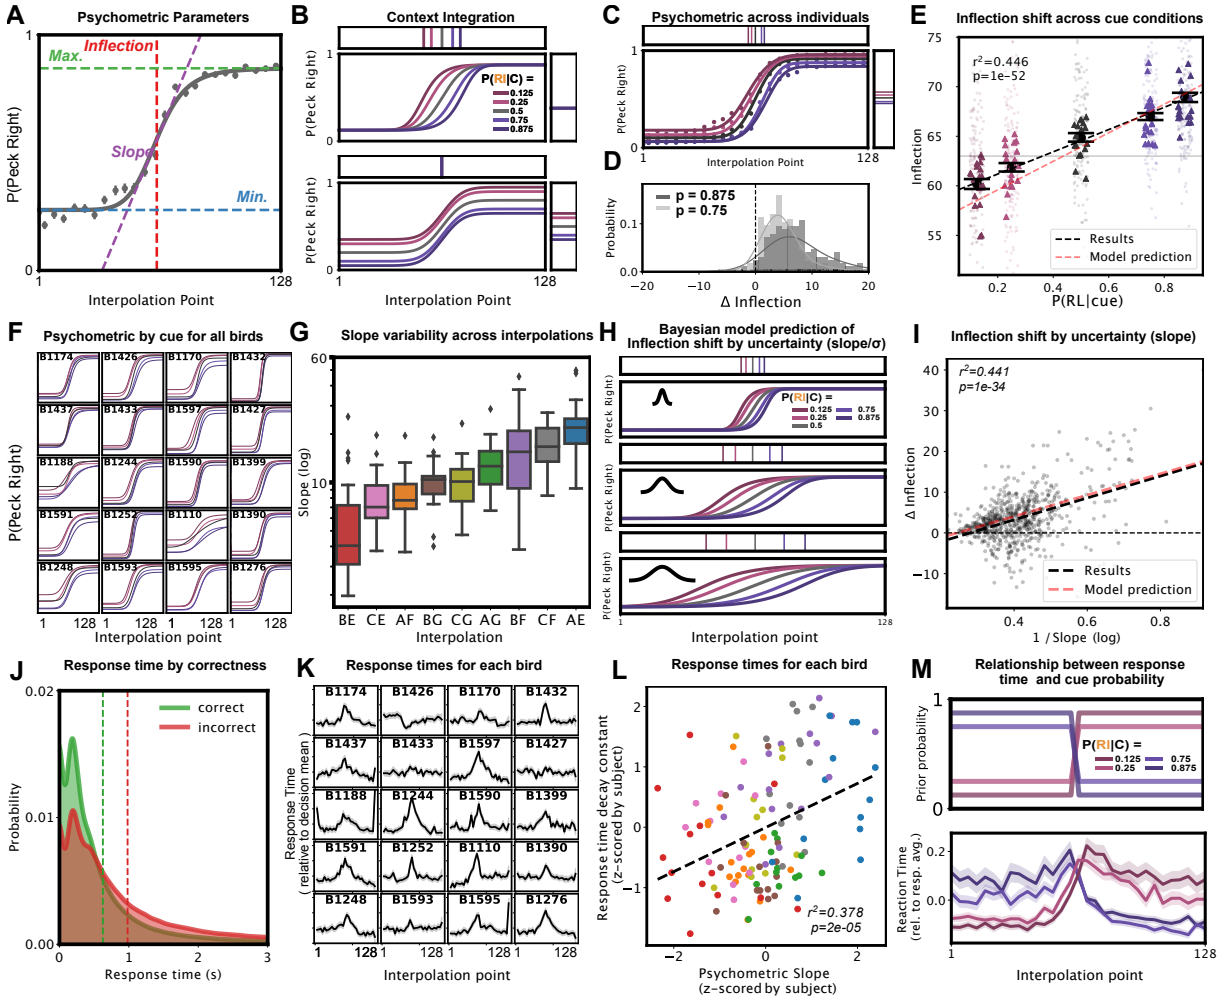 A Psychometric Parameters
1
Inflection
Max.
Slope
Min.
P(Peck Right)
0
1
128
Interpolation Point
B Context Integration
P(Peck Right)
1
0
P(RI|C) =
0.125
0.25
0.5
0.75
0.875
P(Peck Right)
1
0
1
128
Interpolation Point
C Psychometric across individuals
P(Peck Right)
1
0
1
Interpolation Point
128
D
p = 0.875
p = 0.75
Probability
0.1
0.0
−20
−10
0
10
20
Δ Inflection
E Inflection shift across cue conditions
r²=0.446
p=1e-52
Inflection
75
70
65
60
55
Results
Model prediction
0.2
0.4
0.6
0.8
P(RL|cue)
F Psychometric by cue for all birds
P(Peck Right)
B1174 B1426 B1170 B1432
B1437 B1433 B1597 B1427
B1188 B1244 B1590 B1399
B1591 B1252 B1110 B1390
B1248 B1593 B1595 B1276
1 128 1 128 1 128 1 128
Interpolation point
G Slope variability across interpolations
Slope (log)
60
10
BE CE AF BG CG AG BF CF AE
Interpolation
H Bayesian model prediction of
Inflection shift by uncertainty (slope/σ)
P(Peck Right)
P(RI|C) =
0.125 0.75
0.25 0.875
0.5
P(Peck Right)
P(Peck Right)
1
128
Interpolation point
I Inflection shift by uncertainty (slope)
r²=0.441
p=1e-34
Δ Inflection
40
30
20
10
0
−10
Results
Model prediction
0.4
0.6
0.8
1 / Slope (log)
J Response time by correctness
correct
incorrect
Probability
0.02
0.01
0.00
0
1
2
3
Response time (s)
K Response times for each bird
Response Time
( relative to decision mean )
B1174 B1426 B1170 B1432
B1437 B1433 B1597 B1427
B1188 B1244 B1590 B1399
B1591 B1252 B1110 B1390
B1248 B1593 B1595 B1276
1 128 1 128 1 128 1 128
Interpolation point
L Response times for each bird
Response time decay constant
(z-scored by subject)
2
1
0
−1
r²=0.378
p=2e-05
−2
0
2
Psychometric Slope
(z-scored by subject)
M Relationship between response
time and cue probability
Prior probability
1
0
P(RI|C) =
0.125 0.75
0.25 0.875
Reaction Time
(rel. to resp. avg.)
0.2
0.0
1
128
Interpolation point